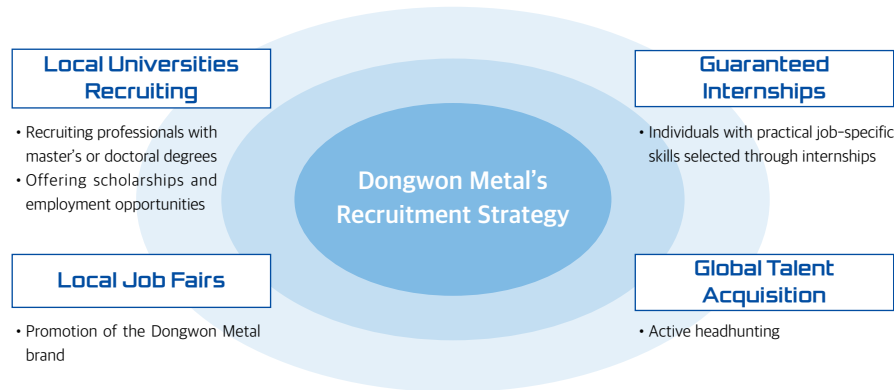 Local Universities
Recruiting
• Recruiting professionals with
master's or doctoral degrees
• Offering scholarships and
employment opportunities
Guaranteed
Internships
• Individuals with practical job-specific
skills selected through internships
Dongwon Metal's
Recruitment Strategy
Local Job Fairs
• Promotion of the Dongwon Metal
brand
Global Talent
Acquisition
• Active headhunting